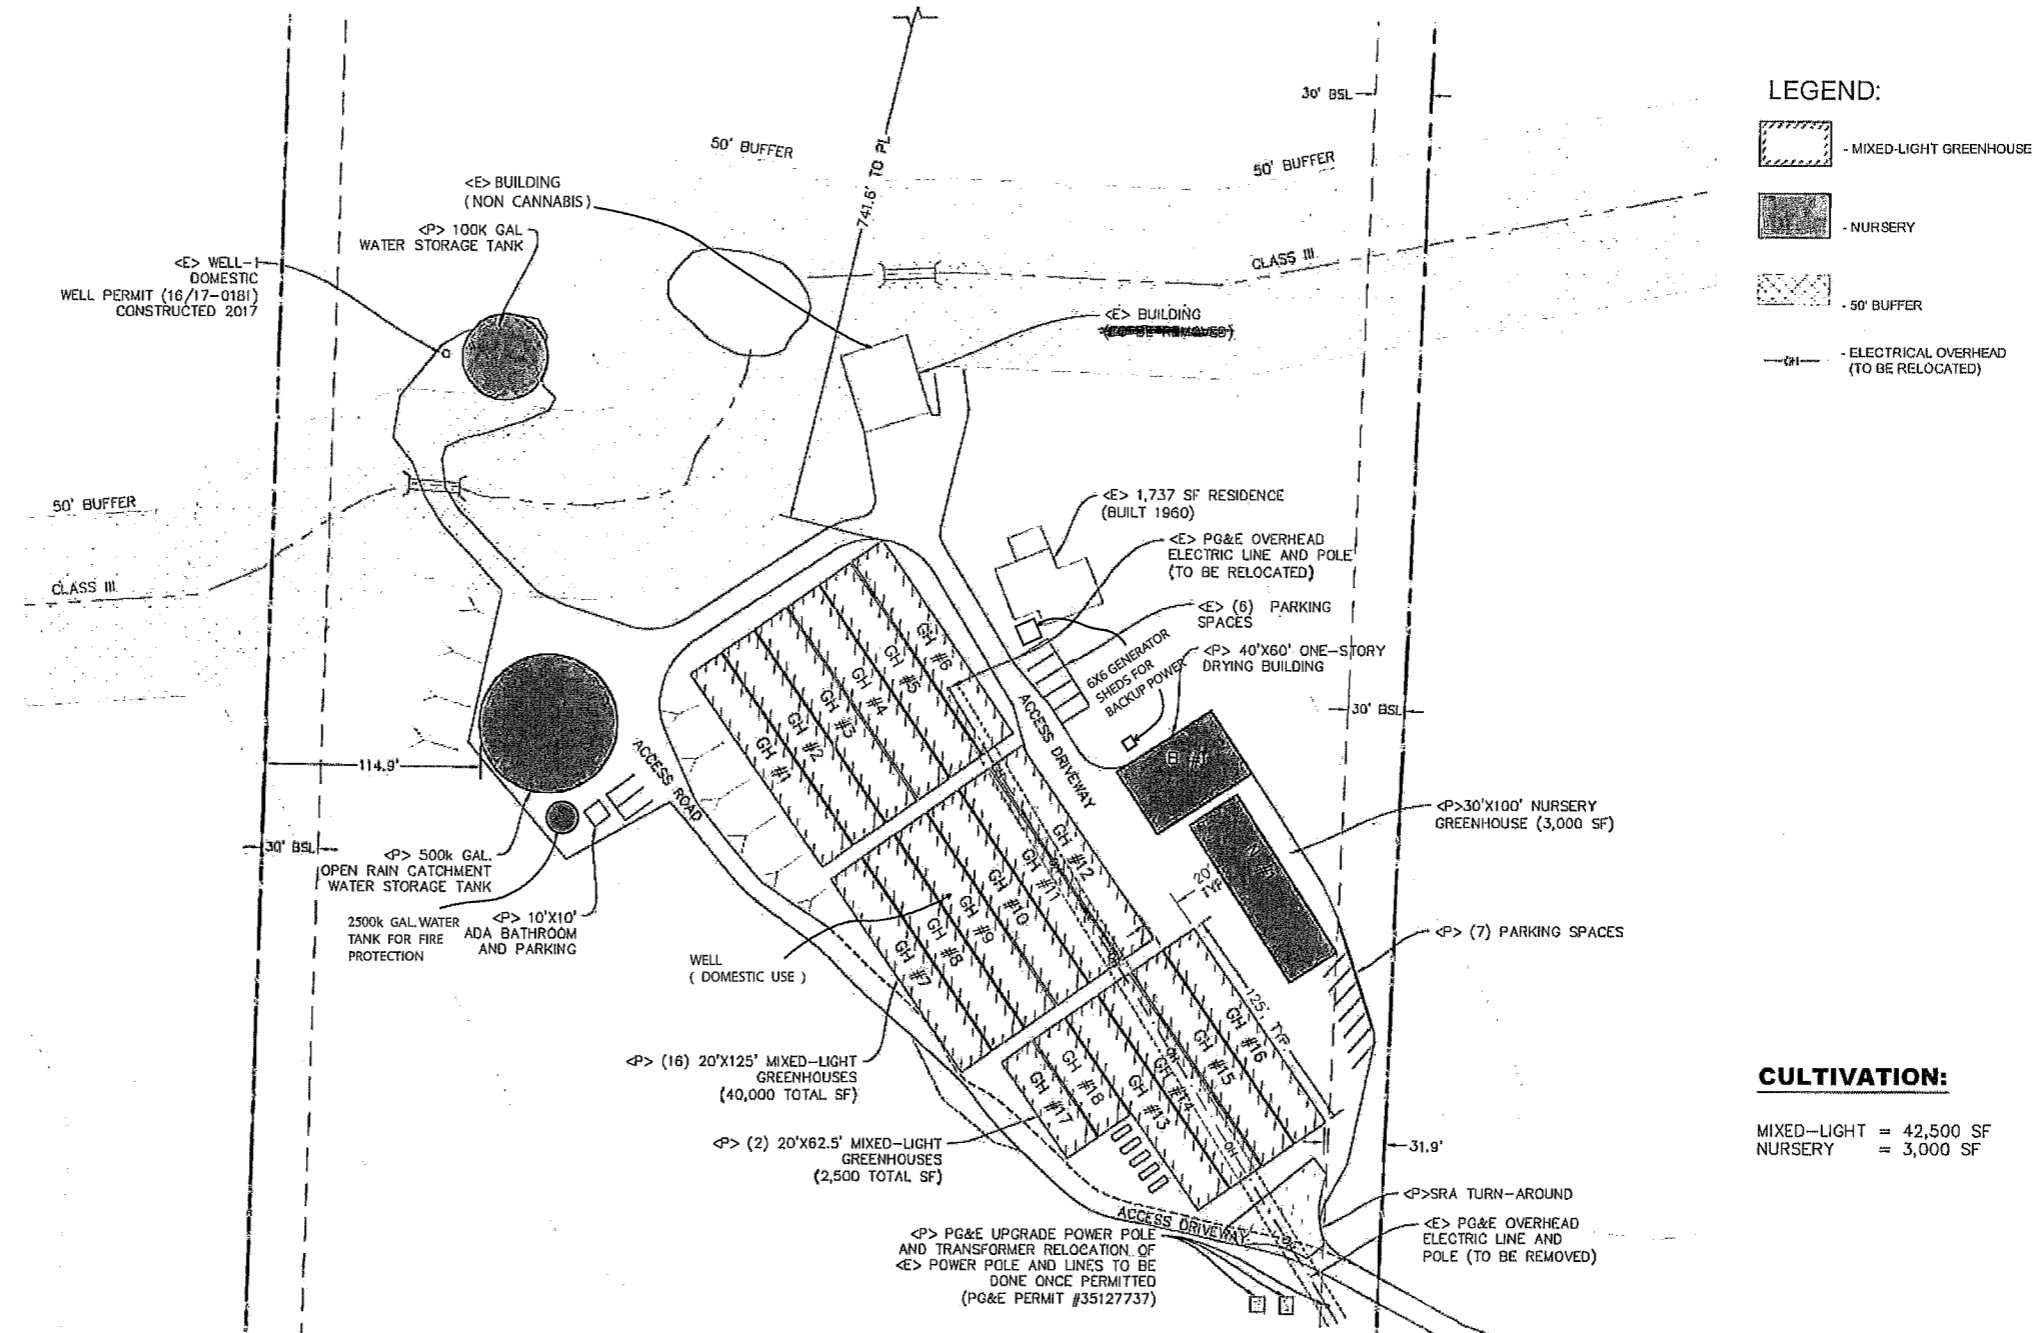 30' BSL
LEGEND:
- MIXED-LIGHT GREENHOUSE
- NURSERY
- 50' BUFFER
OH
- ELECTRICAL OVERHEAD
(TO BE RELOCATED)
50' BUFFER
50' BUFFER
741.6' TO PL
<E> BUILDING
(NON CANNABIS)
<P> 100K GAL
WATER STORAGE TANK
<E> WELL-1
DOMESTIC
WELL PERMIT (16/17-0181)
CONSTRUCTED 2017
CLASS III
<E> BUILDING
50' BUFFER
CLASS III
<E> 1,737 SF RESIDENCE
(BUILT 1960)
<E> PG&E OVERHEAD
ELECTRIC LINE AND POLE
(TO BE RELOCATED)
<E> (6) PARKING
SPACES
6X6 GENERATOR
SHEDS FOR
BACKUP POWER
<P> 40'X60' ONE-STORY
DRYING BUILDING
30' BSL
GH #6
GH #5
GH #4
GH #3
GH #2
GH #1
ACCESS DRIVEWAY
ACCESS ROAD
114.9'
30' BSL
<P> 500k GAL.
OPEN RAIN CATCHMENT
WATER STORAGE TANK
2500k GAL. WATER
TANK FOR FIRE
PROTECTION
<P> 10'X10'
ADA BATHROOM
AND PARKING
<P>30'X100' NURSERY
GREENHOUSE (3,000 SF)
20'
TYP.
GH #12
GH #11
GH #10
GH #9
GH #8
GH #7
WELL
( DOMESTIC USE )
<P> (7) PARKING SPACES
125', TYP.
GH #16
GH #15
GH #14
GH #13
GH #18
GH #17
OH
<P> (16) 20'X125' MIXED-LIGHT
GREENHOUSES
(40,000 TOTAL SF)
<P> (2) 20'X62.5' MIXED-LIGHT
GREENHOUSES
(2,500 TOTAL SF)
31.9'
CULTIVATION:
MIXED-LIGHT = 42,500 SF
NURSERY = 3,000 SF
<P>SRA TURN-AROUND
<E> PG&E OVERHEAD
ELECTRIC LINE AND
POLE (TO BE REMOVED)
ACCESS DRIVEWAY
<P> PG&E UPGRADE POWER POLE
AND TRANSFORMER RELOCATION OF
<E> POWER POLE AND LINES TO BE
DONE ONCE PERMITTED
(PG&E PERMIT #35127737)